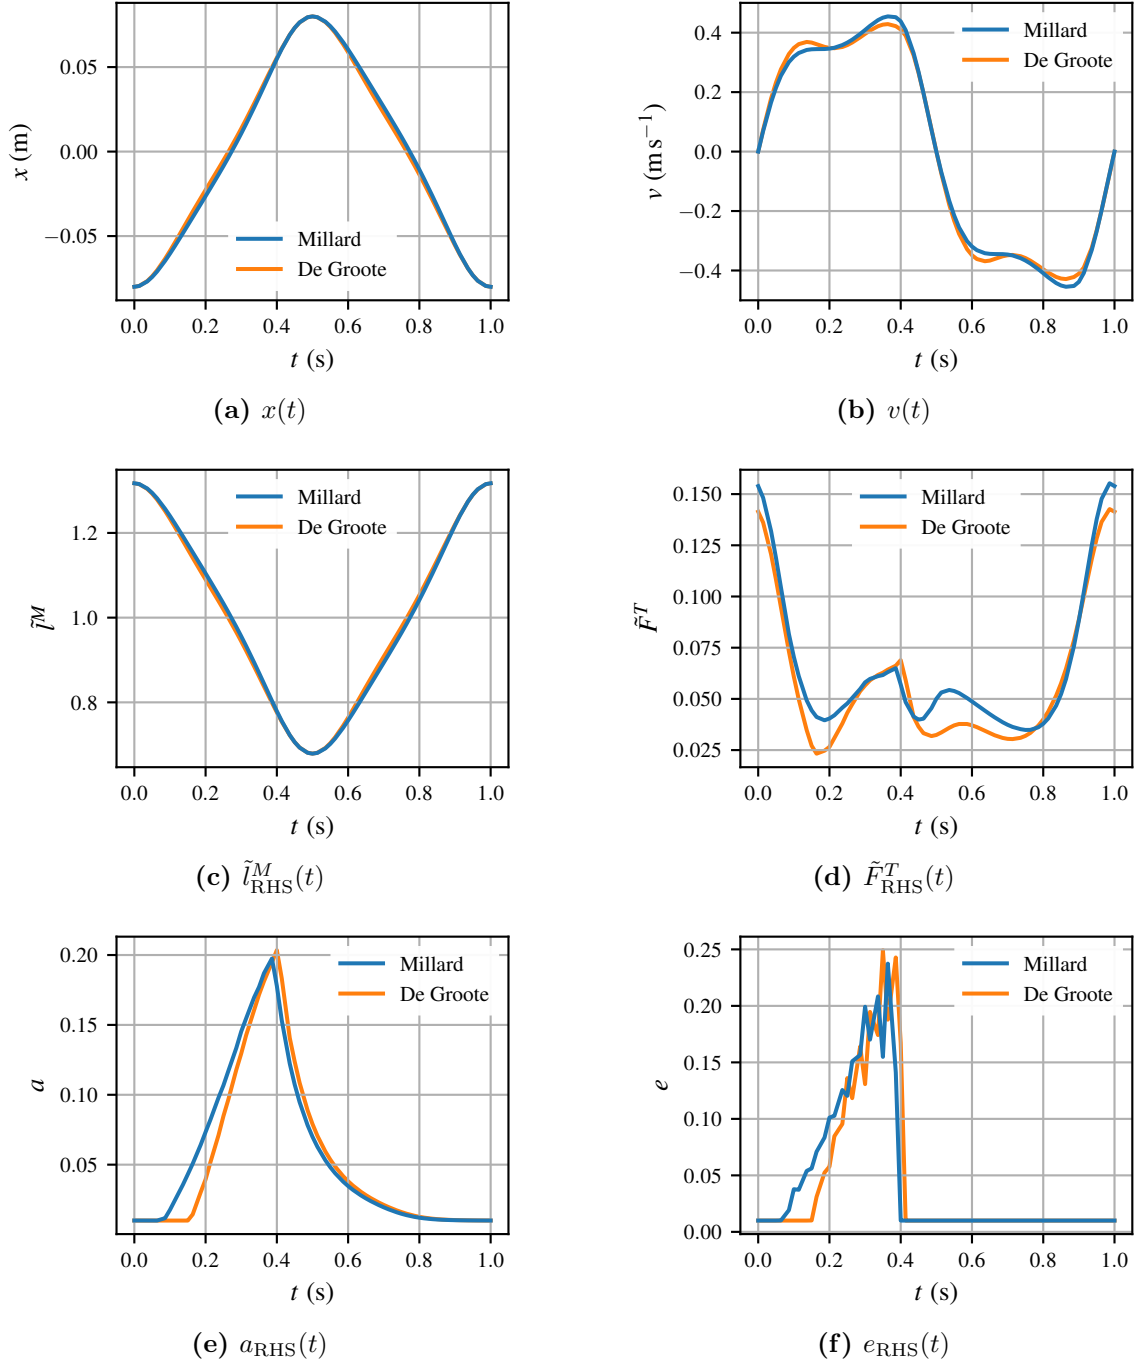 x (m)
0.05
0.00
−0.05
Millard
De Groote
0.0 0.2 0.4 0.6 0.8 1.0
t (s)
(a) x(t)
v (m s⁻¹)
0.4
0.2
0.0
−0.2
−0.4
Millard
De Groote
0.0 0.2 0.4 0.6 0.8 1.0
t (s)
(b) v(t)
l̃ᴹ
1.2
1.0
0.8
Millard
De Groote
0.0 0.2 0.4 0.6 0.8 1.0
t (s)
(c) l̃ᴹ_RHS(t)
F̃ᵀ
0.150
0.125
0.100
0.075
0.050
0.025
Millard
De Groote
0.0 0.2 0.4 0.6 0.8 1.0
t (s)
(d) F̃ᵀ_RHS(t)
a
0.20
0.15
0.10
0.05
Millard
De Groote
0.0 0.2 0.4 0.6 0.8 1.0
t (s)
(e) a_RHS(t)
e
0.25
0.20
0.15
0.10
0.05
0.00
Millard
De Groote
0.0 0.2 0.4 0.6 0.8 1.0
t (s)
(f) e_RHS(t)